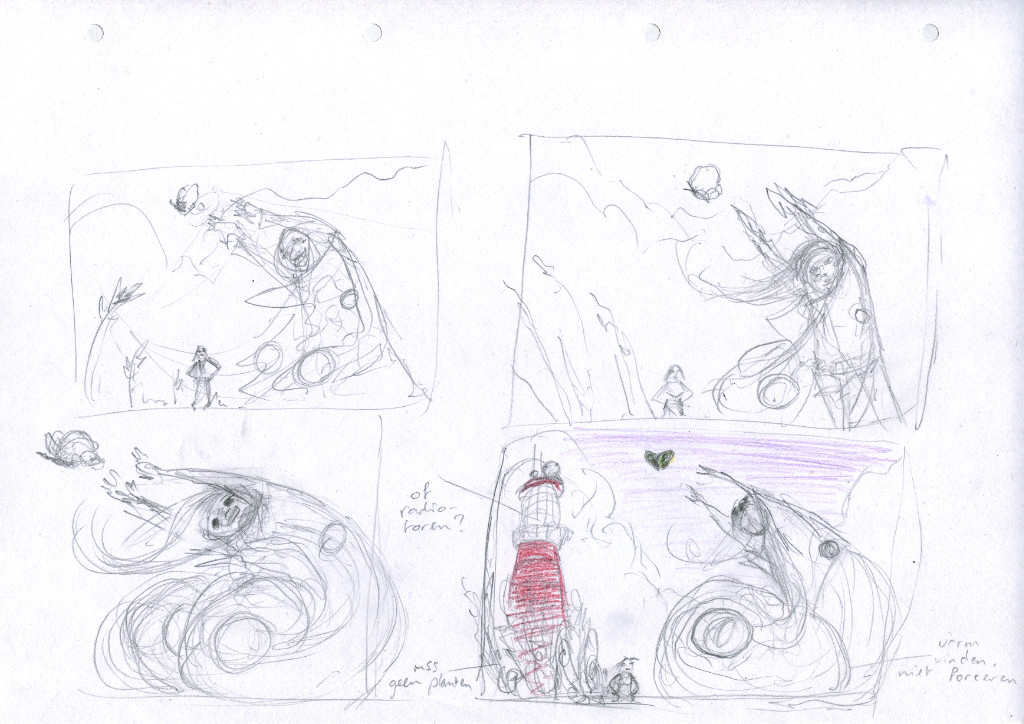 of
radio-
toren?
mss
geen planten
vorm
vinden,
niet forceren